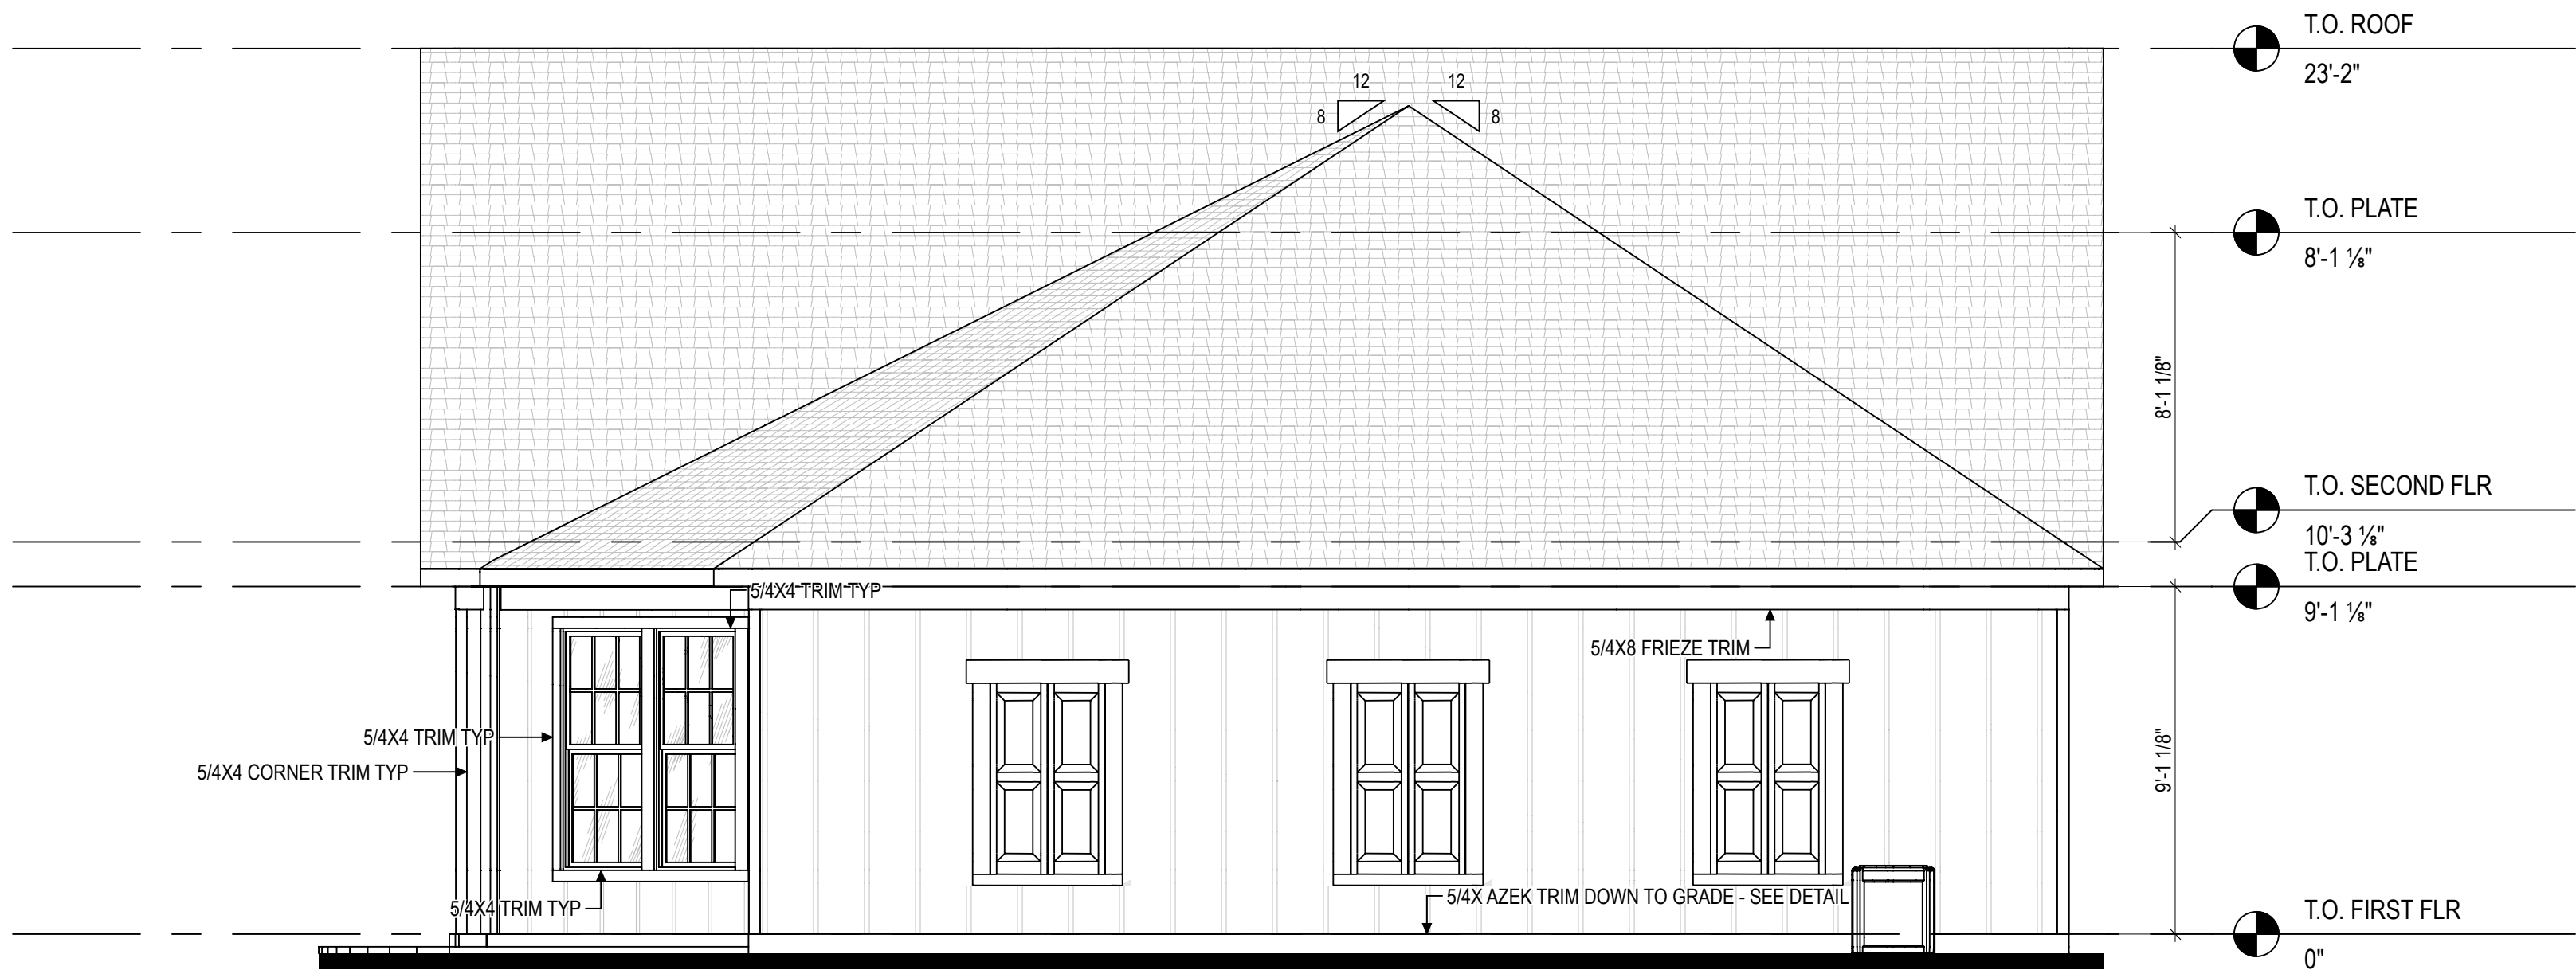 T.O. ROOF
23'-2"
12
12
8
8
T.O. PLATE
8'-1 ⅛"
8'-1 1/8"
T.O. SECOND FLR
10'-3 ⅛"
T.O. PLATE
9'-1 ⅛"
5/4X4 TRIM TYP
5/4X8 FRIEZE TRIM
5/4X4 TRIM TYP
5/4X4 CORNER TRIM TYP
9'-1 1/8"
5/4X4 TRIM TYP
5/4X AZEK TRIM DOWN TO GRADE - SEE DETAIL
T.O. FIRST FLR
0"